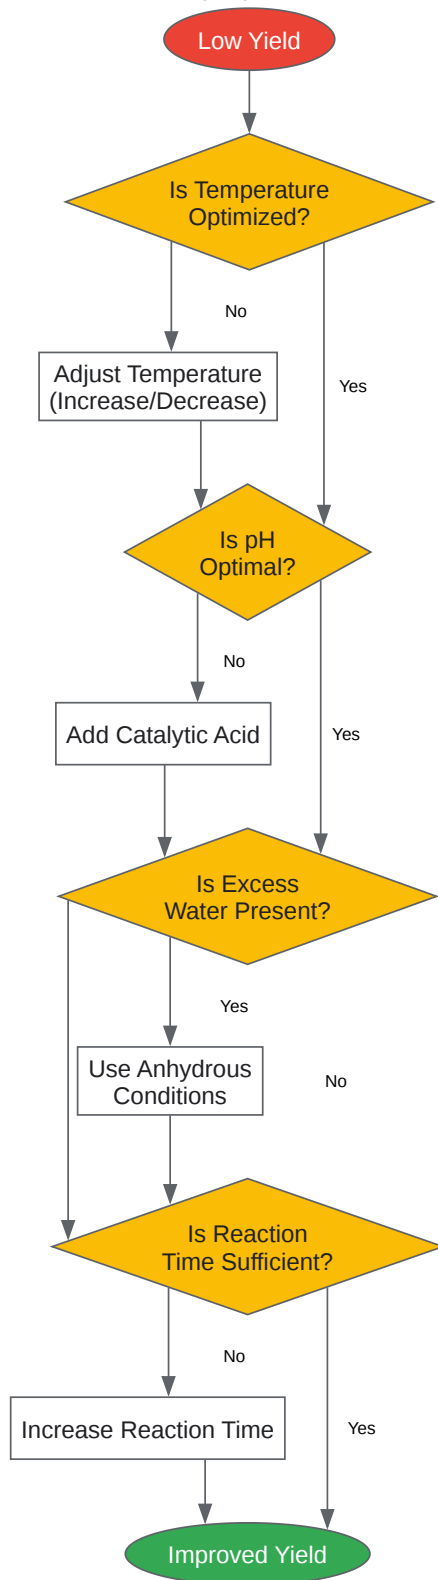 Low Yield
Is Temperature
Optimized?
No
Adjust Temperature
(Increase/Decrease)
Yes
Is pH
Optimal?
No
Add Catalytic Acid
Yes
Is Excess
Water Present?
Yes
Use Anhydrous
Conditions
No
Is Reaction
Time Sufficient?
No
Increase Reaction Time
Yes
Improved Yield